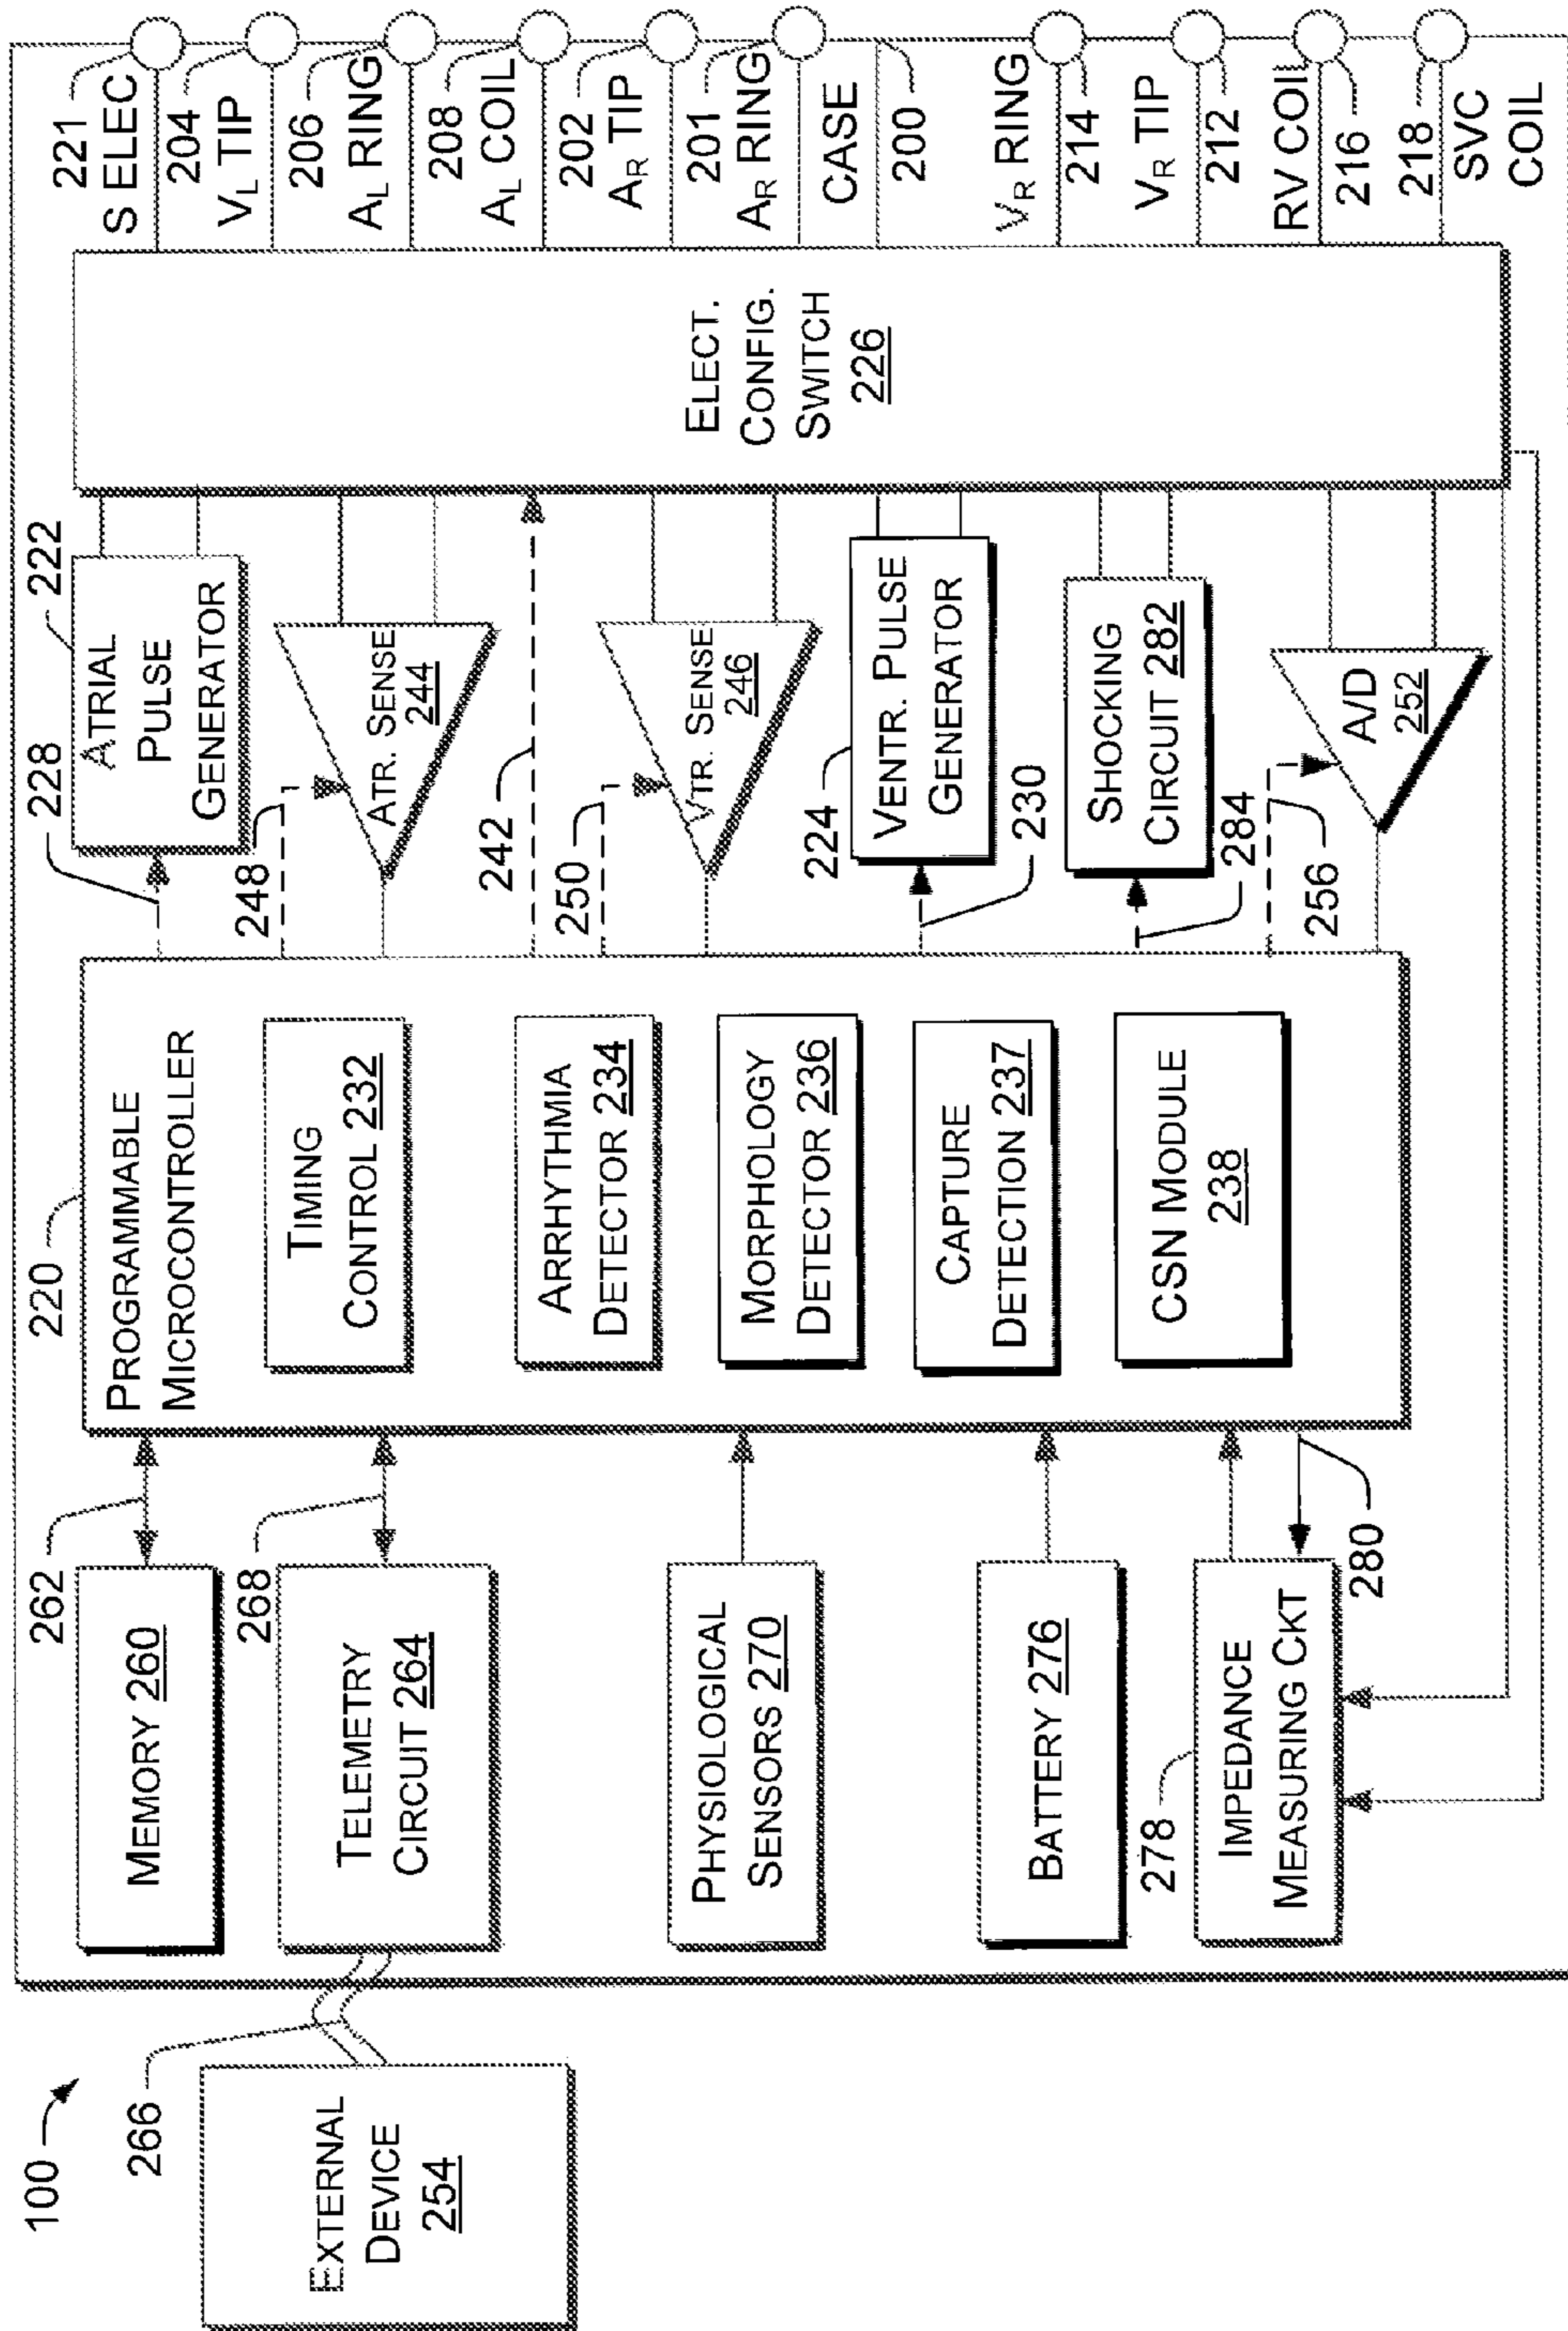 100
266
EXTERNAL
DEVICE
254
262
MEMORY 260
268
TELEMETRY
CIRCUIT 264
PHYSIOLOGICAL
SENSORS 270
BATTERY 276
278
IMPEDANCE
MEASURING CKT
280
220
PROGRAMMABLE
MICROCONTROLLER
TIMING
CONTROL 232
ARRHYTHMIA
DETECTOR 234
MORPHOLOGY
DETECTOR 236
CAPTURE
DETECTION 237
CSN MODULE
238
228
222
ATRIAL
PULSE
GENERATOR
248
ATR. SENSE
244
242
250
VTR. SENSE
246
224
VENTR. PULSE
GENERATOR
230
SHOCKING
CIRCUIT 282
284
256
A/D
252
ELECT.
CONFIG.
SWITCH
226
221
S ELEC
204
VL TIP
206
AL RING
208
AL COIL
202
AR TIP
201
AR RING
CASE
200
VR RING
214
VR TIP
212
RV COIL
216
218
SVC
COIL